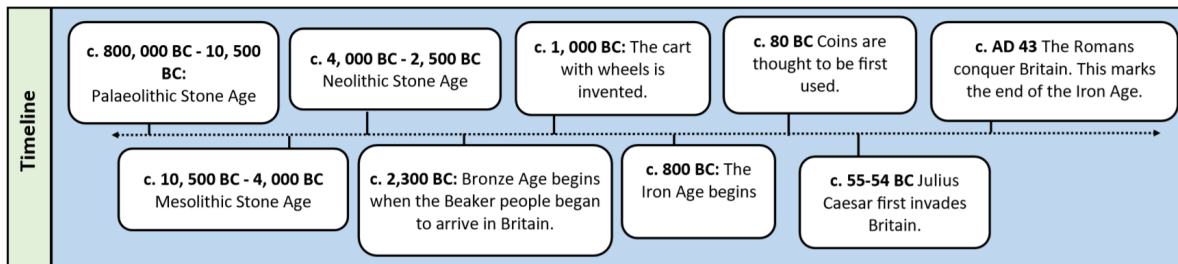 Timeline
c. 800, 000 BC - 10, 500
BC:
Palaeolithic Stone Age
c. 4, 000 BC - 2, 500 BC
Neolithic Stone Age
c. 1, 000 BC: The cart
with wheels is
invented.
c. 80 BC Coins are
thought to be first
used.
c. AD 43 The Romans
conquer Britain. This marks
the end of the Iron Age.
c. 10, 500 BC - 4, 000 BC
Mesolithic Stone Age
c. 2,300 BC: Bronze Age begins
when the Beaker people began
to arrive in Britain.
c. 800 BC: The
Iron Age begins
c. 55-54 BC Julius
Caesar first invades
Britain.